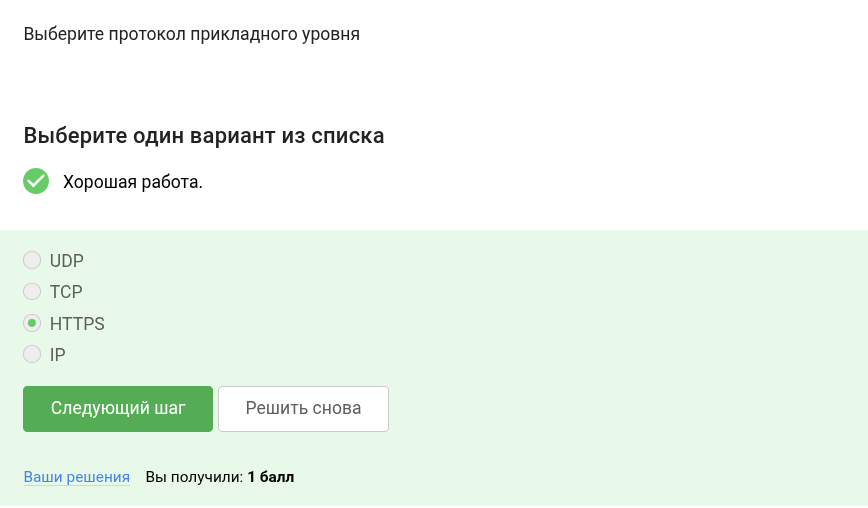 Выберите протокол прикладного уровня
Выберите один вариант из списка
Хорошая работа.
UDP
TCP
HTTPS
IP
Следующий шаг Решить снова
Ваши решения Вы получили: 1 балл